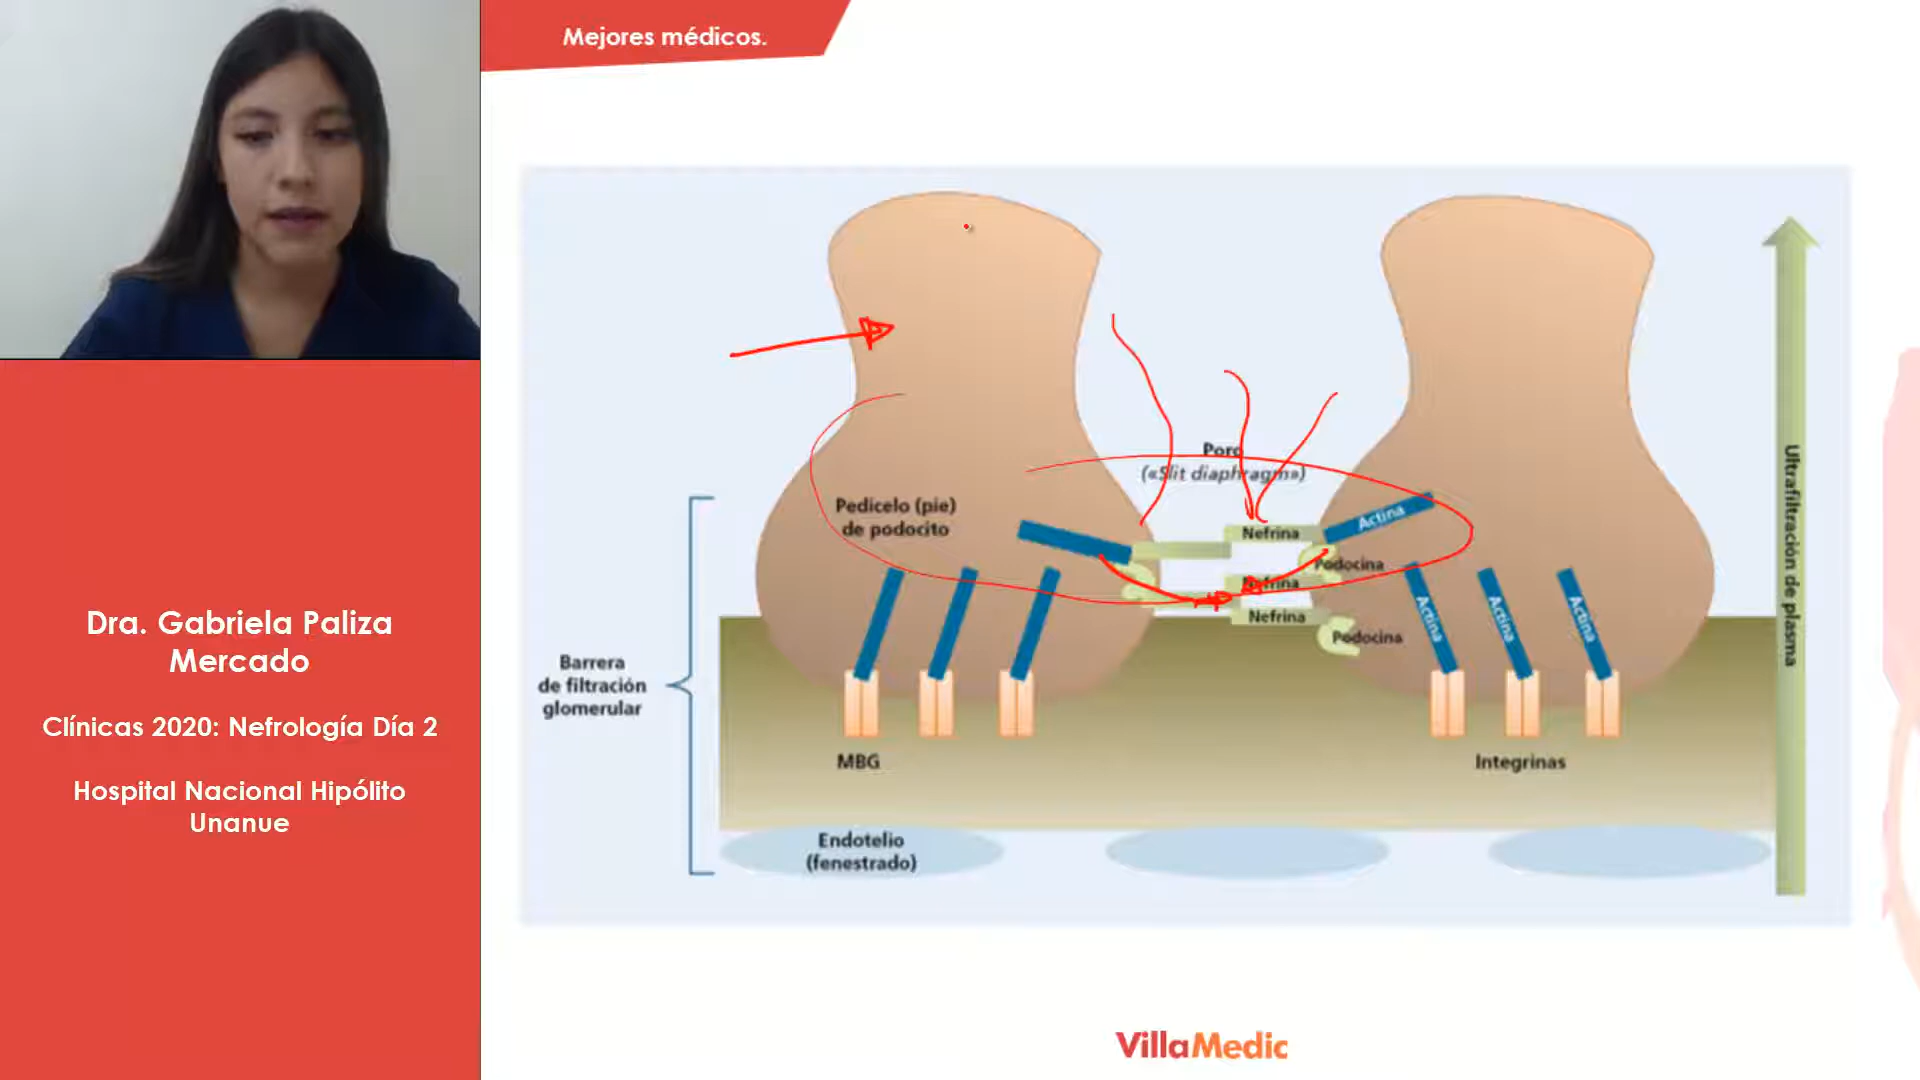 Mejores médicos.
Dra. Gabriela Paliza
Mercado
Clínicas 2020: Nefrología Día 2
Hospital Nacional Hipólito
Unanue
Poro
(«Slit diaphragm»)
Pedicelo (pie)
de podocito
Nefrina
Actina
Podocina
Nefrina
Nefrina
Podocina
Actina
Actina
Actina
Barrera
de filtración
glomerular
MBG
Integrinas
Endotelio
(fenestrado)
Ultrafiltración de plasma
VillaMedic